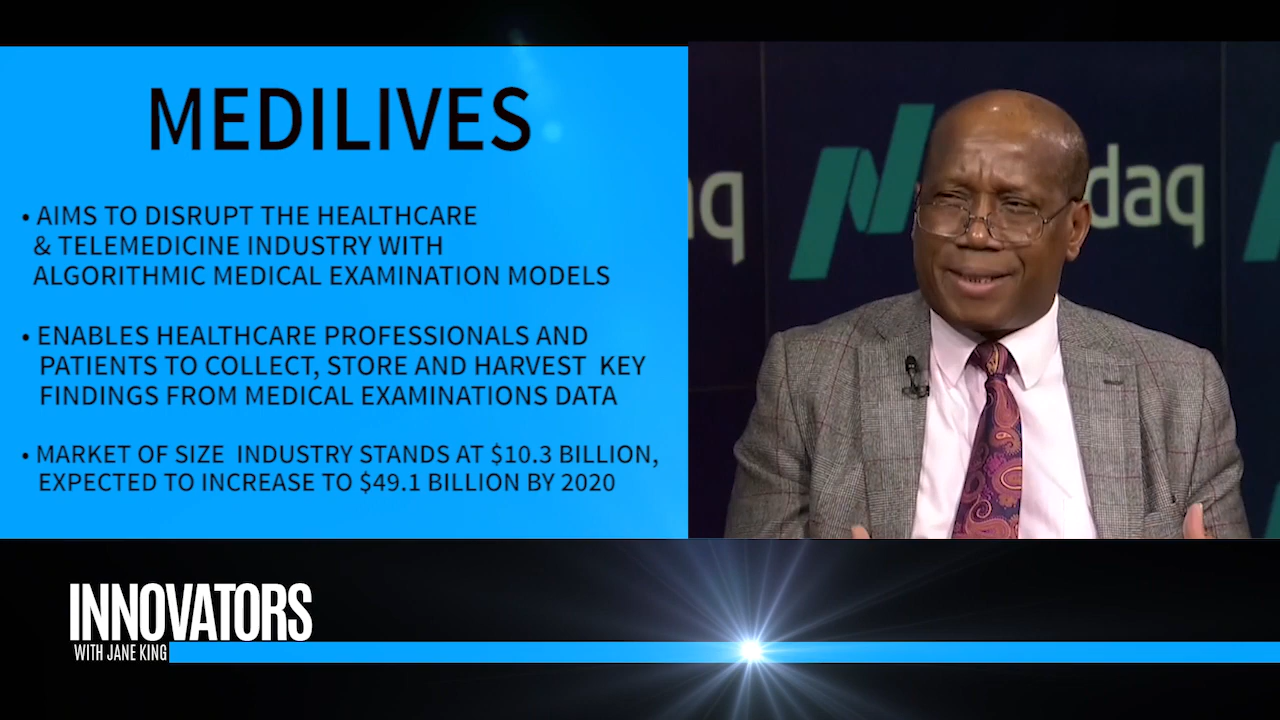 MEDILIVES
• AIMS TO DISRUPT THE HEALTHCARE
& TELEMEDICINE INDUSTRY WITH
ALGORITHMIC MEDICAL EXAMINATION MODELS
• ENABLES HEALTHCARE PROFESSIONALS AND
PATIENTS TO COLLECT, STORE AND HARVEST KEY
FINDINGS FROM MEDICAL EXAMINATIONS DATA
• MARKET OF SIZE INDUSTRY STANDS AT $10.3 BILLION,
EXPECTED TO INCREASE TO $49.1 BILLION BY 2020
aq
daq
INNOVATORS
WITH JANE KING